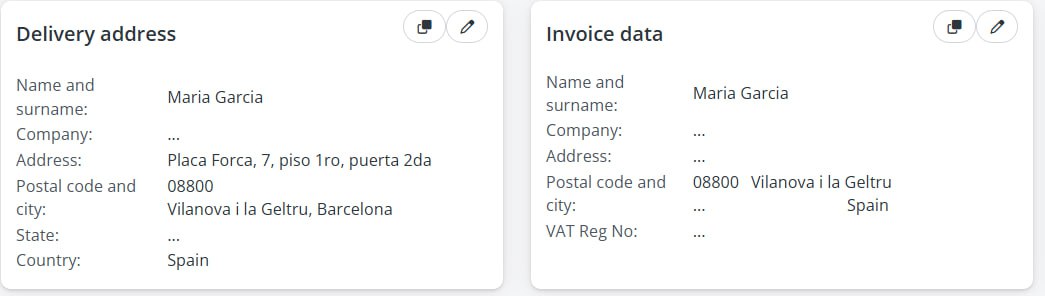 Delivery address
Name and
surname:
Maria Garcia
Company:
...
Address:
Placa Forca, 7, piso 1ro, puerta 2da
Postal code and
city:
08800
Vilanova i la Geltru, Barcelona
State:
...
Country:
Spain
Invoice data
Name and
surname:
Maria Garcia
Company:
...
Address:
...
Postal code and
city:
08800 Vilanova i la Geltru
... Spain
VAT Reg No:
...